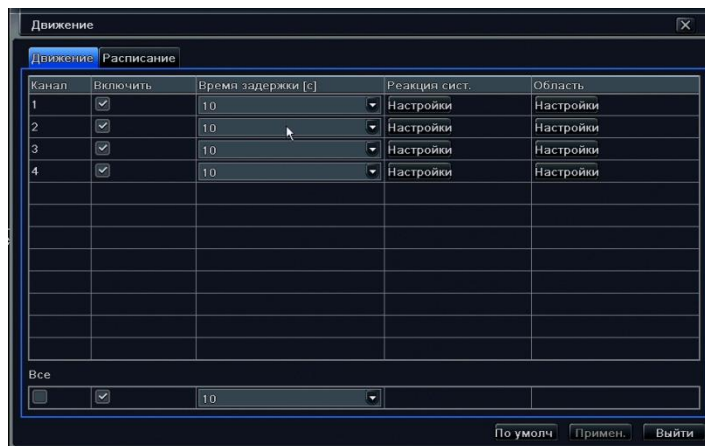 Движение
Движение Расписание
Канал Включить Время задержки [с] Реакция сист. Область
1 10 Настройки Настройки
2 10 Настройки Настройки
3 10 Настройки Настройки
4 10 Настройки Настройки
Все
10
По умолч Примен. Выйти